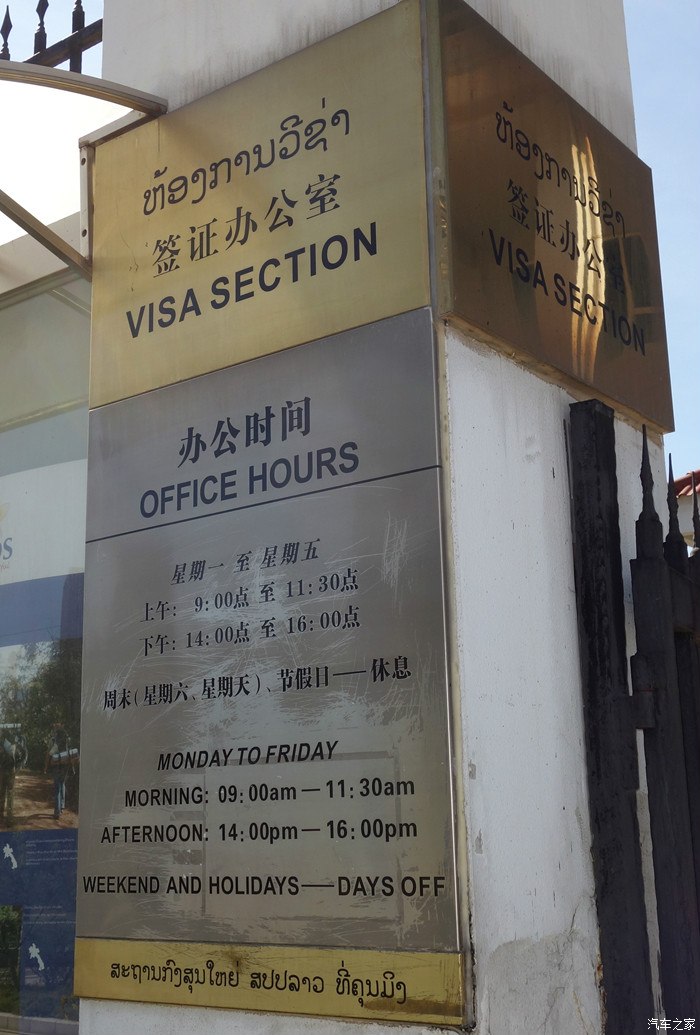 ຫ້ອງການວີຊ່າ
签证办公室
VISA SECTION
办公时间
OFFICE HOURS
星期一 至 星期五
上午: 9:00点 至 11:30点
下午: 14:00点 至 16:00点
周末(星期六、星期天)、节假日——休息
MONDAY TO FRIDAY
MORNING: 09:00am — 11:30am
AFTERNOON: 14:00pm — 16:00pm
WEEKEND AND HOLIDAYS — DAYS OFF
ສະຖານກົງສຸນໃຫຍ່ ສປປລາວ ທີ່ຄຸນມິງ
ຫ້ອງການວີຊ່າ
签证办公室
VISA SECTION
汽车之家